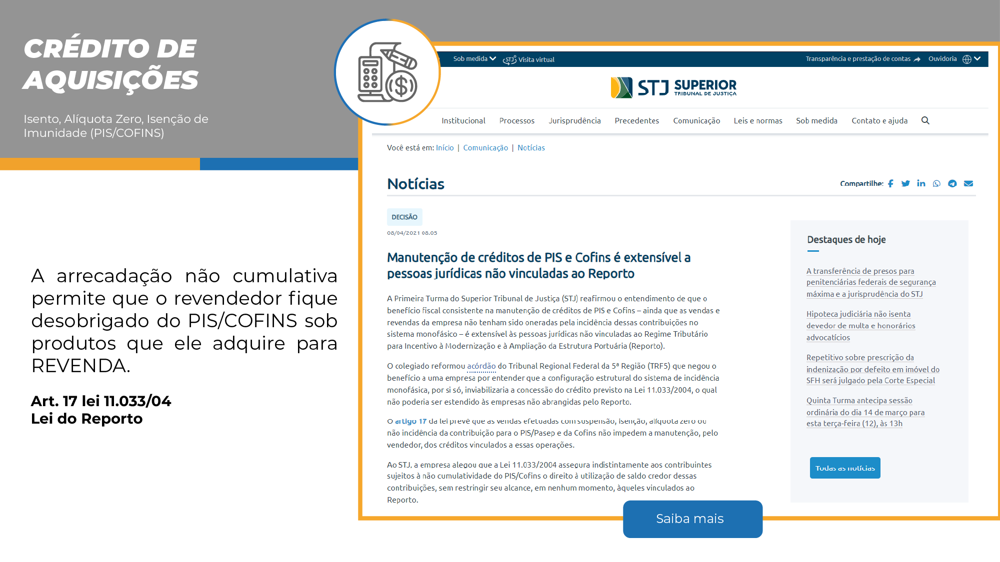 CRÉDITO DE
AQUISIÇÕES
Isento, Alíquota Zero, Isenção de
Imunidade (PIS/COFINS)
A arrecadação não cumulativa
permite que o revendedor fique
desobrigado do PIS/COFINS sob
produtos que ele adquire para
REVENDA.
Art. 17 lei 11.033/04
Lei do Reporto
Sob medida
STJ Visita virtual
Transparência e prestação de contas
Ouvidoria
STJ SUPERIOR
TRIBUNAL DE JUSTIÇA
Institucional Processos Jurisprudência Precedentes Comunicação Leis e normas Sob medida Contato e ajuda
Você está em: Início | Comunicação | Notícias
Notícias
Compartilhe:
DECISÃO
08/04/2021 08:05
Manutenção de créditos de PIS e Cofins é extensível a
pessoas jurídicas não vinculadas ao Reporto
A Primeira Turma do Superior Tribunal de Justiça (STJ) reafirmou o entendimento de que o
benefício fiscal consistente na manutenção de créditos de PIS e Cofins – ainda que as vendas e
revendas da empresa não tenham sido oneradas pela incidência dessas contribuições no
sistema monofásico – é extensível às pessoas jurídicas não vinculadas ao Regime Tributário
para Incentivo à Modernização e à Ampliação da Estrutura Portuária (Reporto).
O colegiado reformou acórdão do Tribunal Regional Federal da 5ª Região (TRF5) que negou o
benefício a uma empresa por entender que a configuração estrutural do sistema de incidência
monofásica, por si só, inviabilizaria a concessão do crédito previsto na Lei 11.033/2004, o qual
não poderia ser estendido às empresas não abrangidas pelo Reporto.
O artigo 17 da lei prevê que as vendas efetuadas com suspensão, isenção, alíquota zero ou
não incidência da contribuição para o PIS/Pasep e da Cofins não impedem a manutenção, pelo
vendedor, dos créditos vinculados a essas operações.
Ao STJ, a empresa alegou que a Lei 11.033/2004 assegura indistintamente aos contribuintes
sujeitos à não cumulatividade do PIS/Cofins o direito à utilização de saldo credor dessas
contribuições, sem restringir seu alcance, em nenhum momento, àqueles vinculados ao
Reporto.
Destaques de hoje
A transferência de presos para
penitenciárias federais de segurança
máxima e a jurisprudência do STJ
Hipoteca judiciária não isenta
devedor de multa e honorários
advocatícios
Repetitivo sobre prescrição da
indenização por defeito em imóvel do
SFH será julgado pela Corte Especial
Quinta Turma antecipa sessão
ordinária do dia 14 de março para
esta terça-feira (12), às 13h
Todas as notícias
Saiba mais